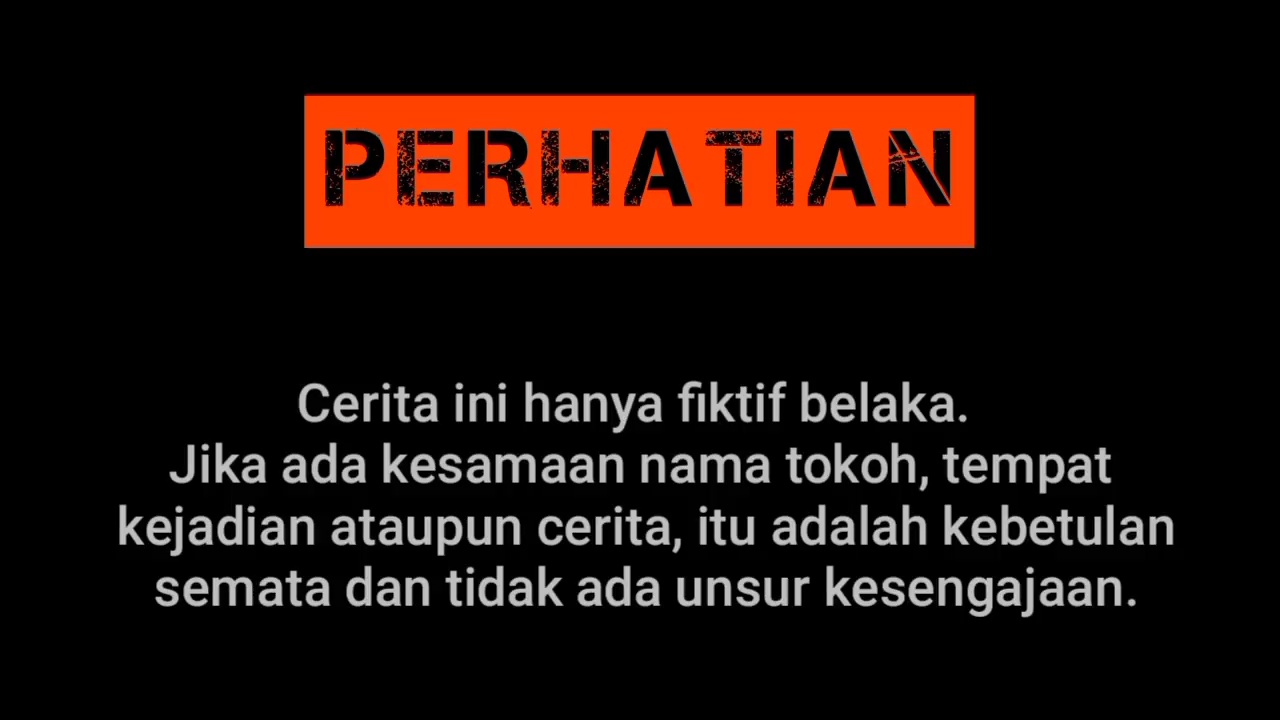 PERHATIAN
Cerita ini hanya fiktif belaka.
Jika ada kesamaan nama tokoh, tempat
kejadian ataupun cerita, itu adalah kebetulan
semata dan tidak ada unsur kesengajaan.